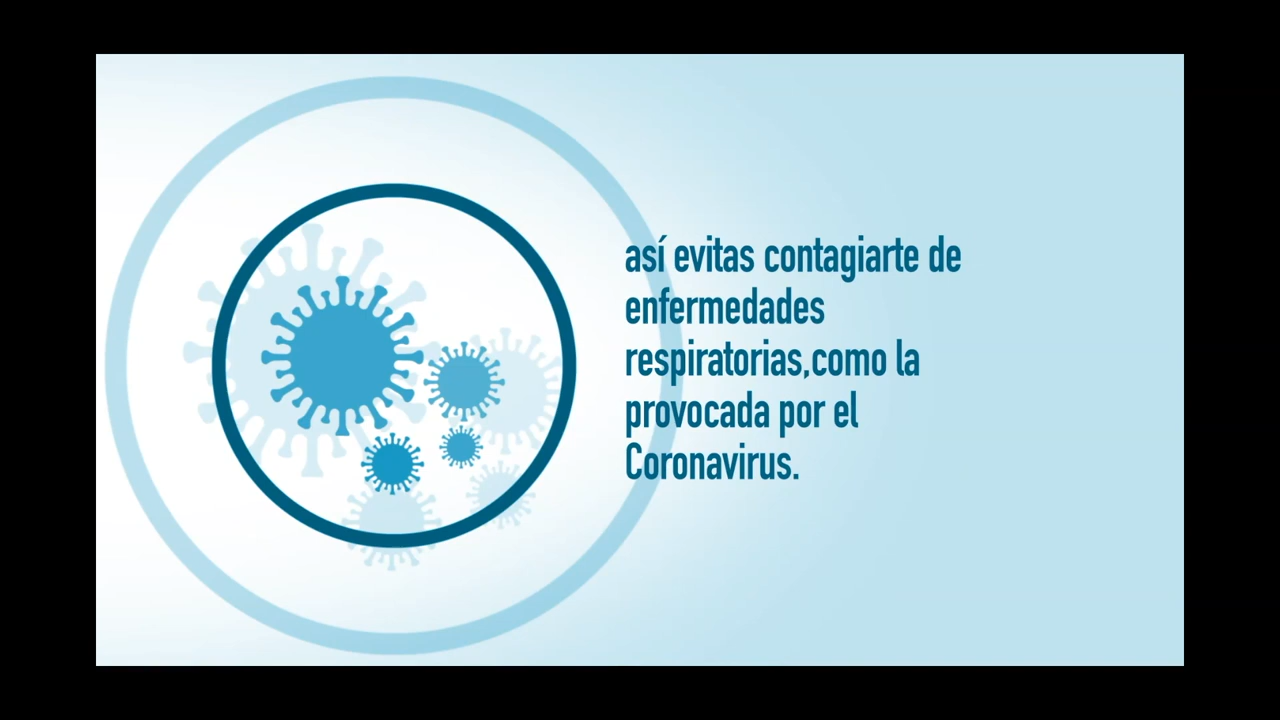 así evitas contagiarte de
enfermedades
respiratorias,como la
provocada por el
Coronavirus.